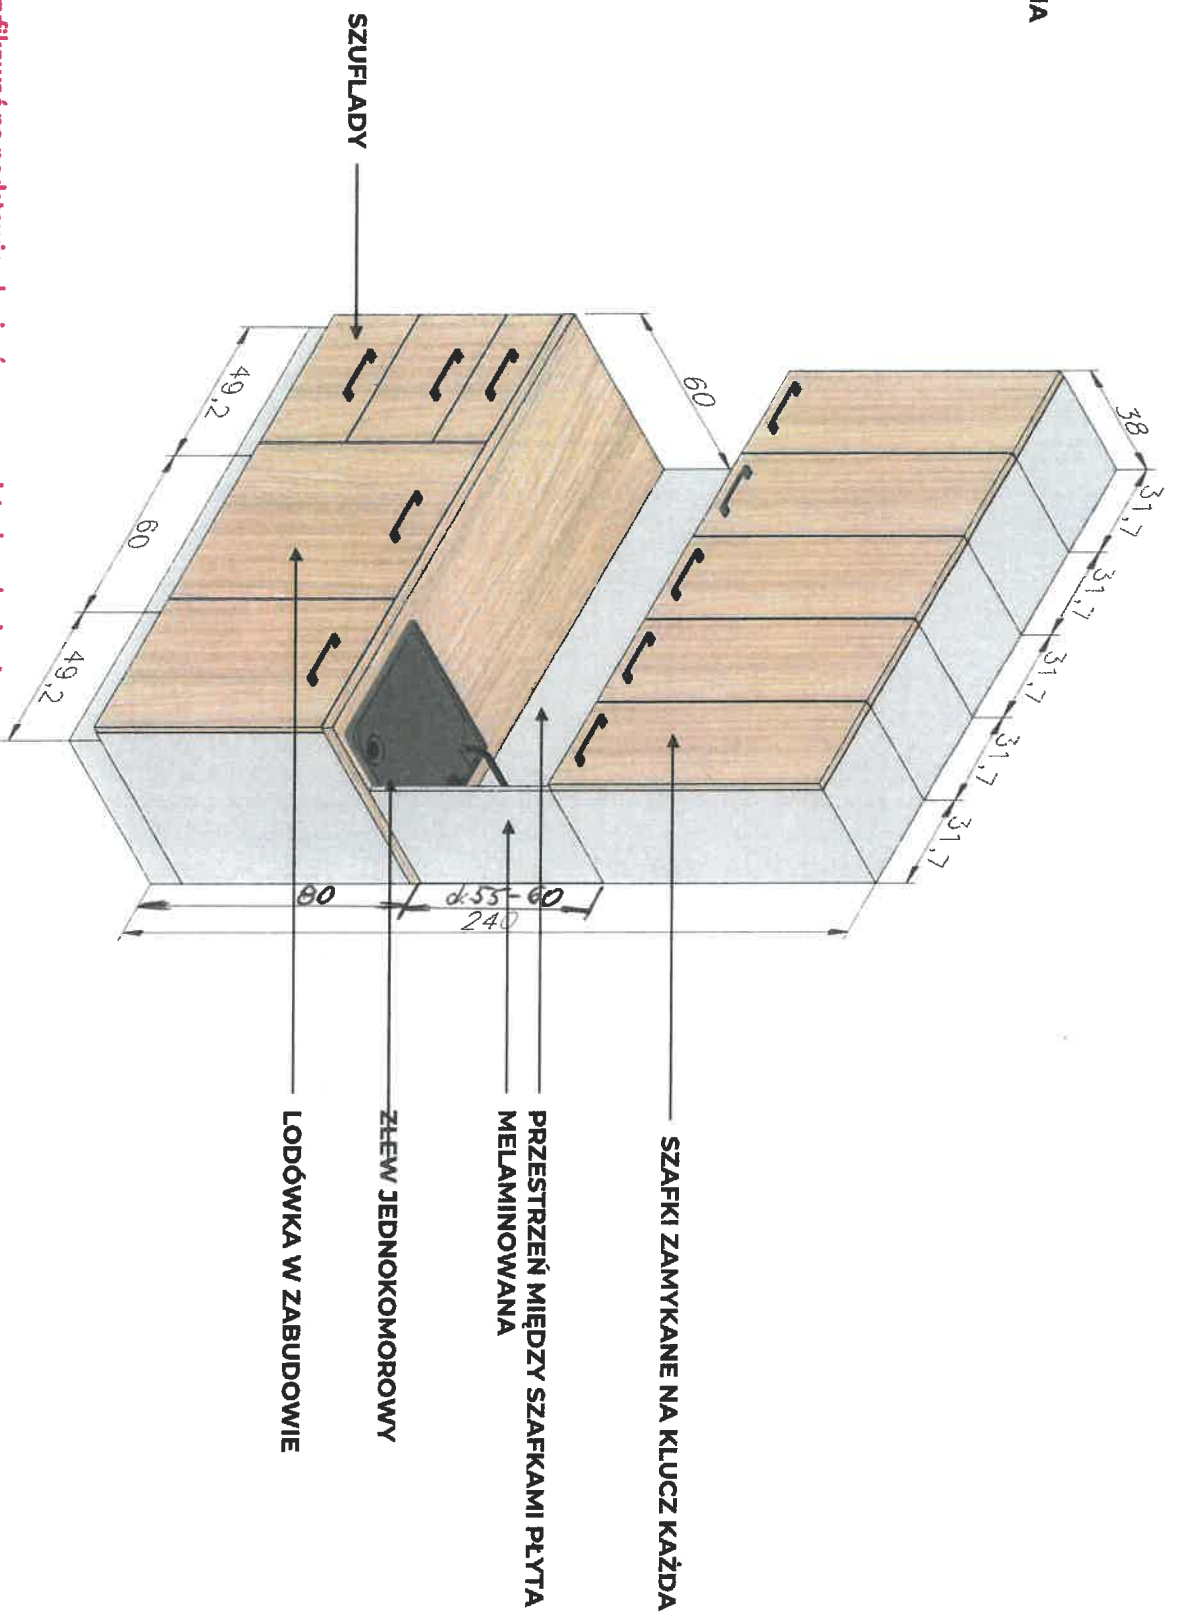 38
31,7
31,7
31,7
31,7
31,7
60
SZAFKI ZAMYKANE NA KLUCZ KAŻDA
PRZESTRZEŃ MIĘDZY SZAFKAMI PŁYTA
MELAMINOWANA
d.55-60
240
ZLEW JEDNOKOMOROWY
SZUFLADY
80
LODÓWKA W ZABUDOWIE
49,2
60
49,2